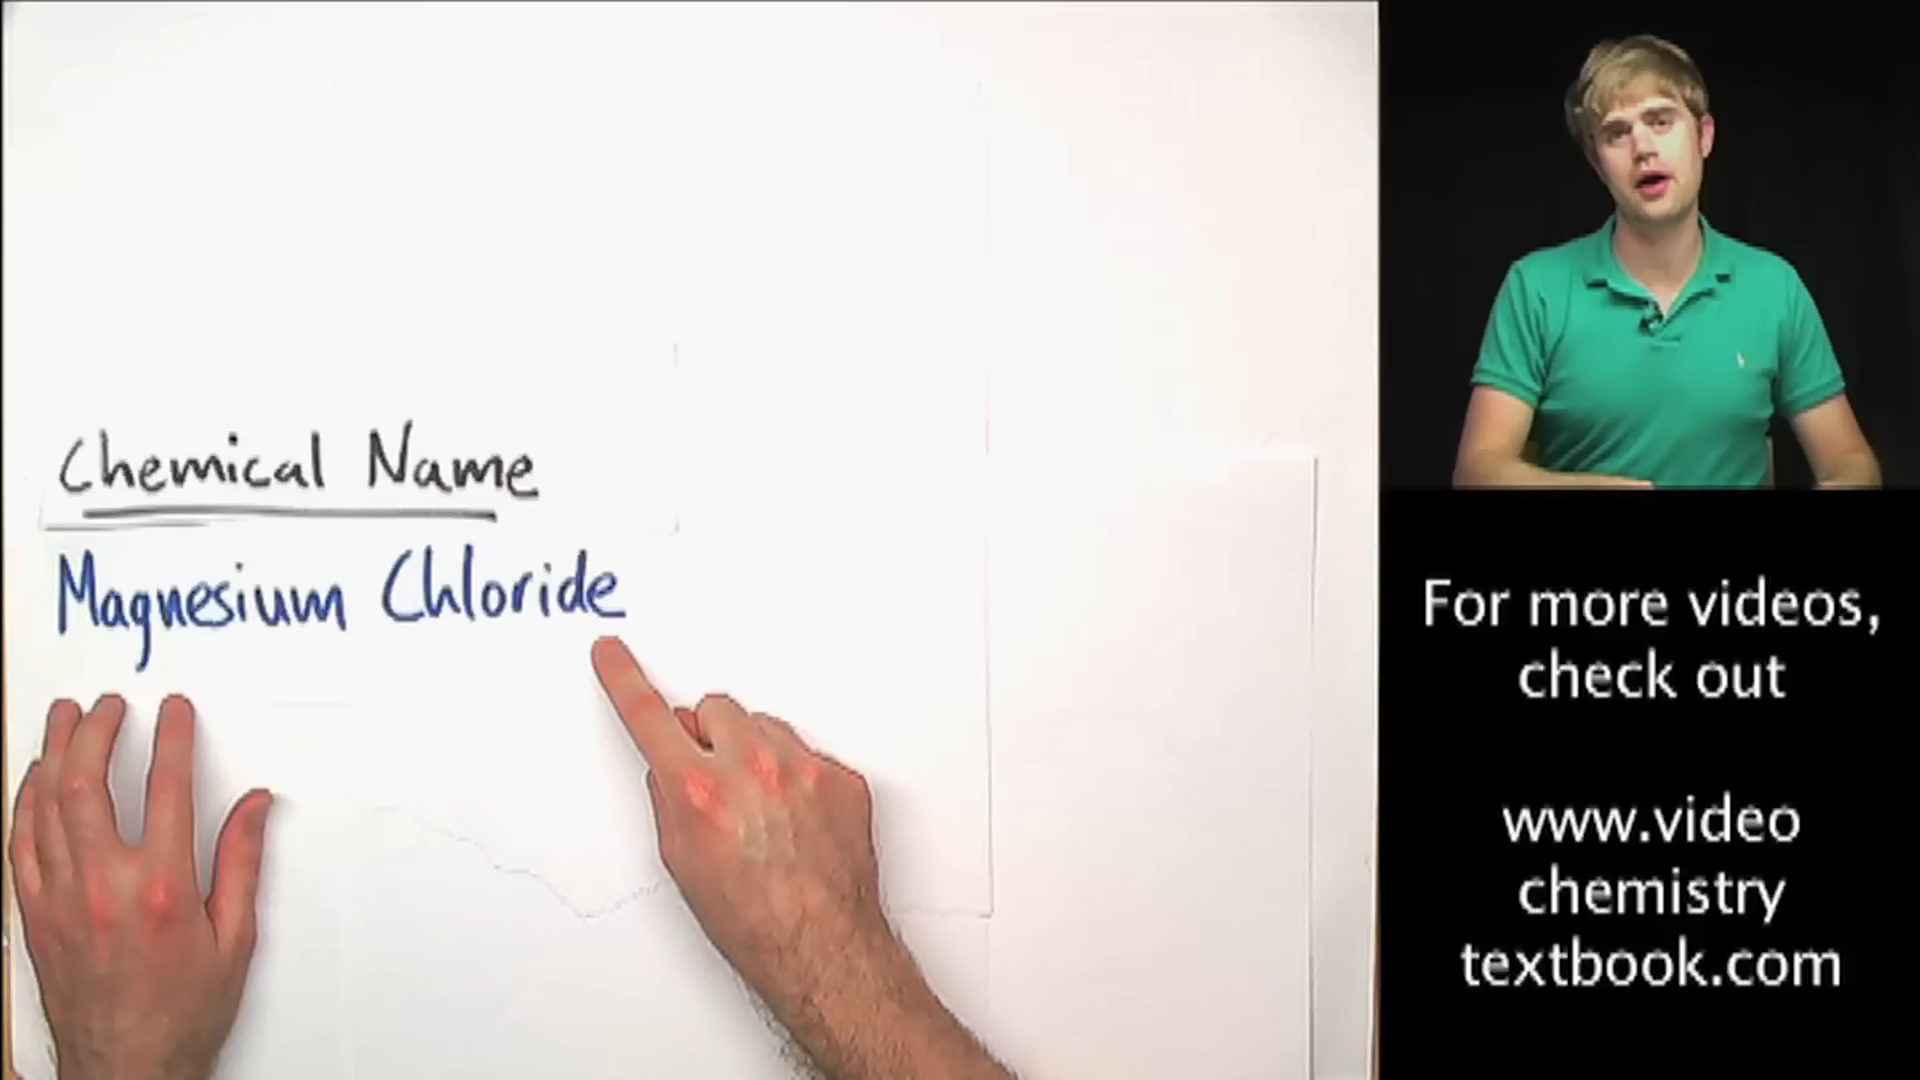 Chemical Name
Magnesium Chloride
For more videos,
check out
www.video
chemistry
textbook.com